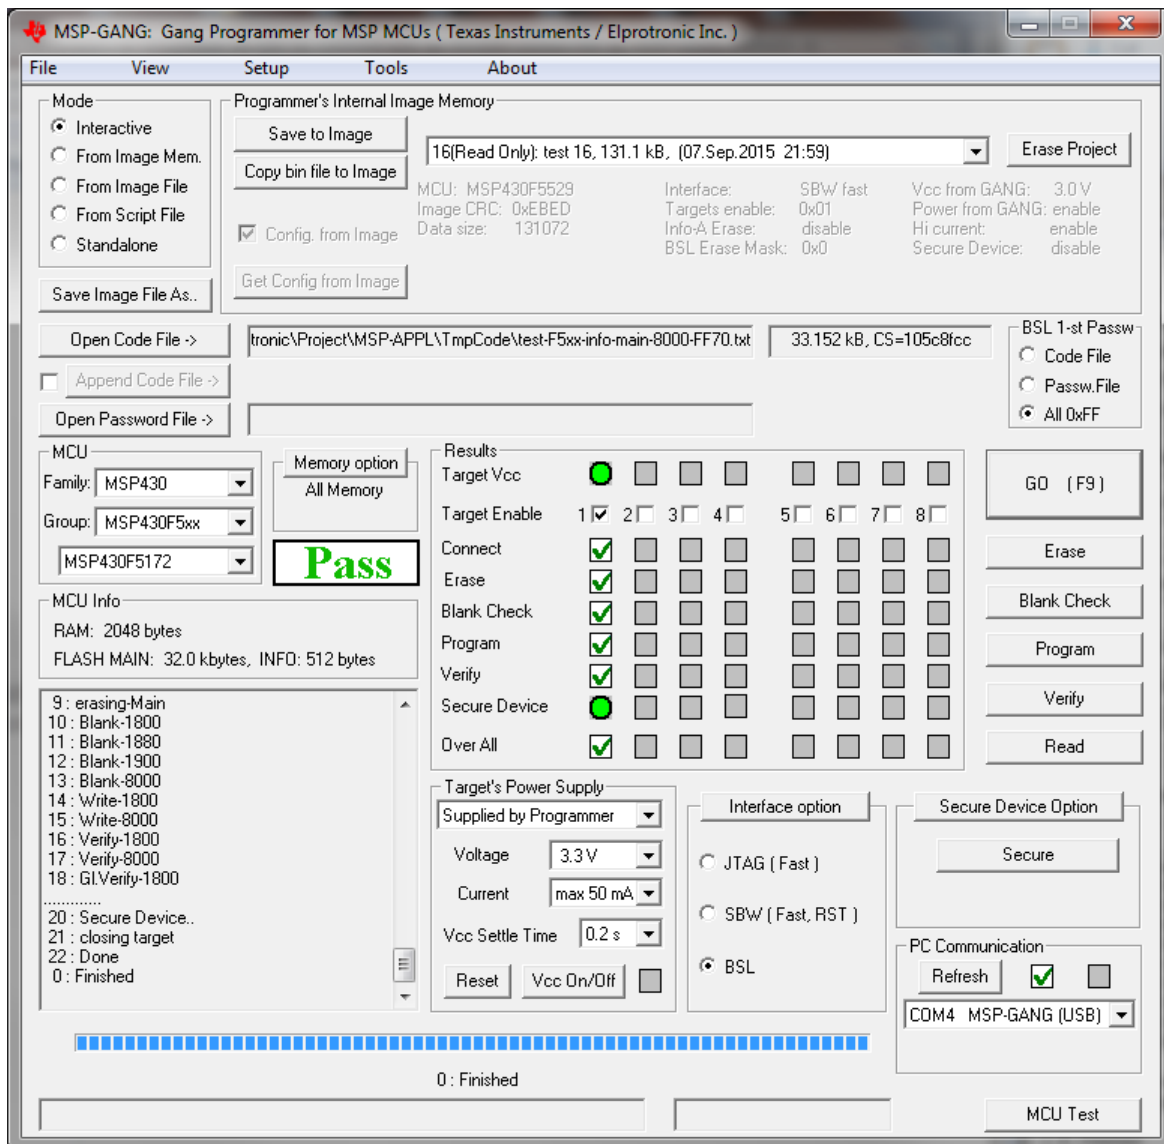 MSP-GANG: Gang Programmer for MSP MCUs ( Texas Instruments / Elprotronic Inc. )
File View Setup Tools About
Mode
Interactive
From Image Mem.
From Image File
From Script File
Standalone
Save Image File As..
Programmer's Internal Image Memory
Save to Image
Copy bin file to Image
16(Read Only): test 16, 131.1 kB, (07.Sep.2015 21:59)
Erase Project
Config. from Image
Get Config from Image
MCU: MSP430F5529
Image CRC: 0xEBED
Data size: 131072
Interface: SBW fast
Targets enable: 0x01
Info-A Erase: disable
BSL Erase Mask: 0x0
Vcc from GANG: 3.0 V
Power from GANG: enable
Hi current: enable
Secure Device: disable
Open Code File ->
tronic\Project\MSP-APPL\TmpCode\test-F5xx-info-main-8000-FF70.txt
33.152 kB, CS=105c8fcc
Append Code File ->
Open Password File ->
BSL 1-st Passw
Code File
Passw.File
All 0xFF
MCU
Family: MSP430
Group: MSP430F5xx
MSP430F5172
Memory option
All Memory
Pass
MCU Info
RAM: 2048 bytes
FLASH MAIN: 32.0 kbytes, INFO: 512 bytes
9 : erasing-Main
10 : Blank-1800
11 : Blank-1880
12 : Blank-1900
13 : Blank-8000
14 : Write-1800
15 : Write-8000
16 : Verify-1800
17 : Verify-8000
18 : Gl.Verify-1800
.............
20 : Secure Device..
21 : closing target
22 : Done
0 : Finished
Results
Target Vcc
Target Enable 1 2 3 4 5 6 7 8
Connect
Erase
Blank Check
Program
Verify
Secure Device
Over All
GO (F9)
Erase
Blank Check
Program
Verify
Read
Target's Power Supply
Supplied by Programmer
Voltage 3.3 V
Current max 50 mA
Vcc Settle Time 0.2 s
Reset Vcc On/Off
Interface option
JTAG ( Fast )
SBW ( Fast, RST )
BSL
Secure Device Option
Secure
PC Communication
Refresh
COM4 MSP-GANG (USB)
0 : Finished
MCU Test